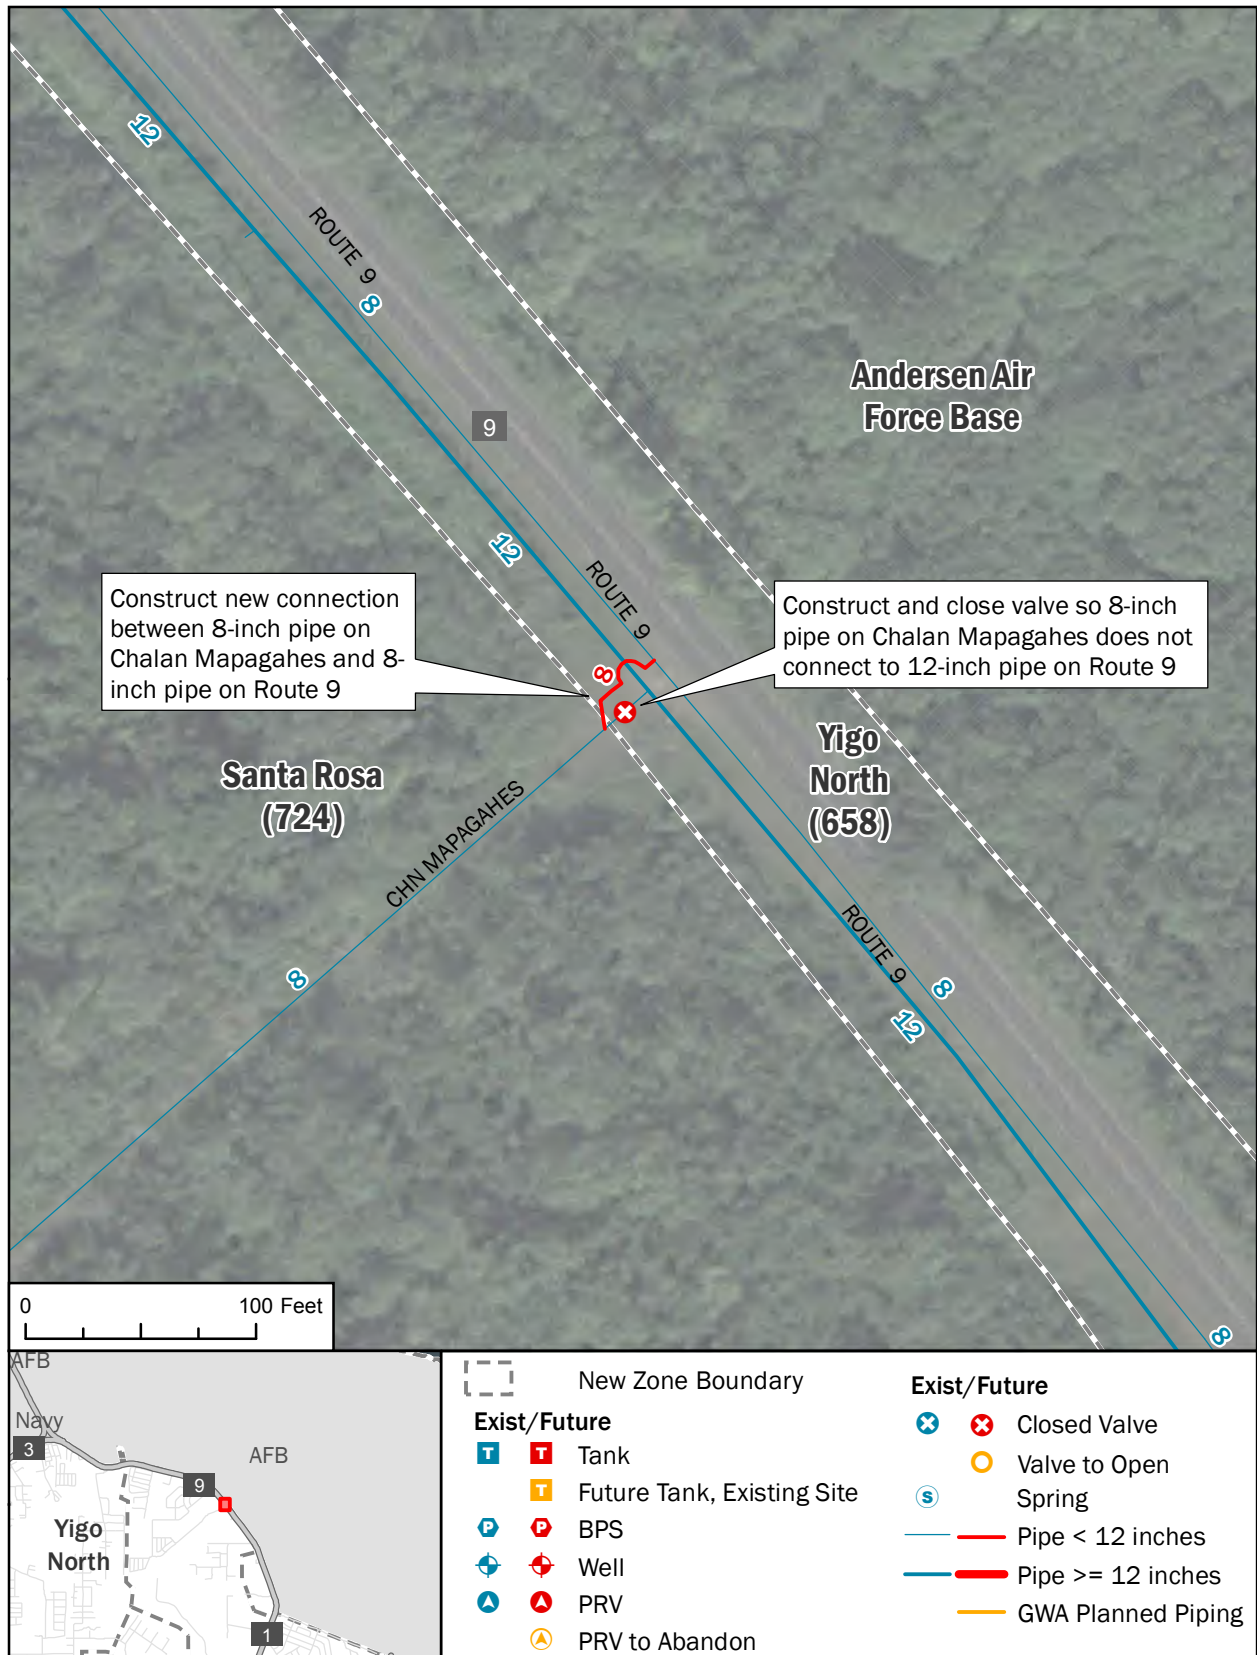 12
ROUTE 9
8
Andersen Air
Force Base
9
12
ROUTE 9
Construct new connection
between 8-inch pipe on
Chalan Mapagahes and 8-
inch pipe on Route 9
Construct and close valve so 8-inch
pipe on Chalan Mapagahes does not
connect to 12-inch pipe on Route 9
8
Santa Rosa
(724)
Yigo
North
(658)
CHN MAPAGAHES
ROUTE 9
8
8
12
8
0 100 Feet
AFB
Navy
3
AFB
9
Yigo
North
1
New Zone Boundary
Exist/Future
T T Tank
T Future Tank, Existing Site
P P BPS
Well
PRV
PRV to Abandon
Exist/Future
Closed Valve
Valve to Open
S Spring
Pipe < 12 inches
Pipe >= 12 inches
GWA Planned Piping